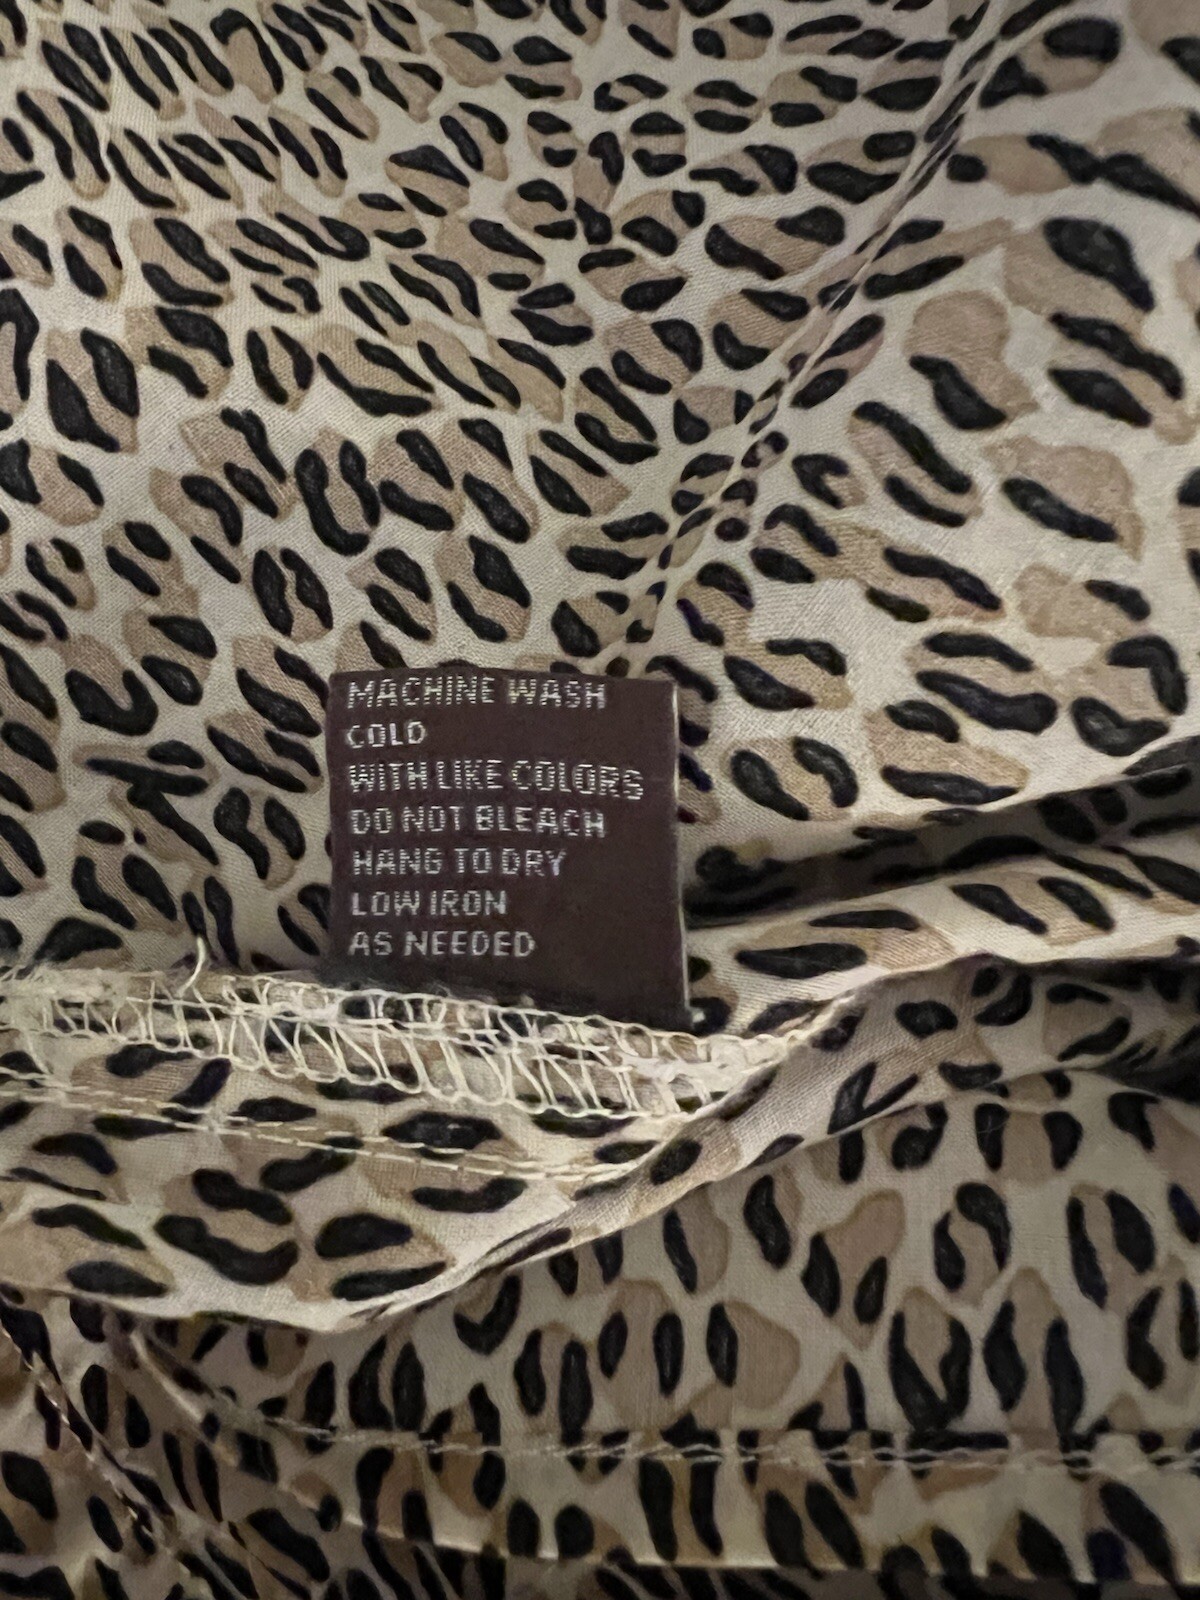 MACHINE WASH
COLD
WITH LIKE COLORS
DO NOT BLEACH
HANG TO DRY
LOW IRON
AS NEEDED